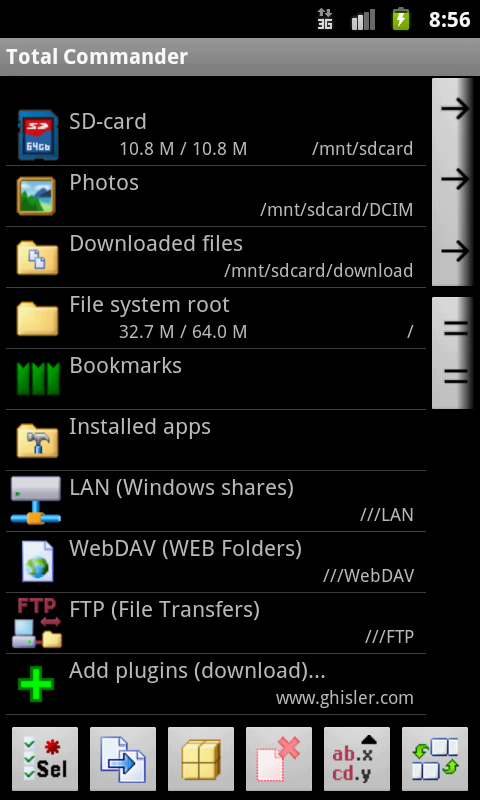 3G
8:56
Total Commander
SD-card
64Gb
10.8 M / 10.8 M /mnt/sdcard
Photos
/mnt/sdcard/DCIM
Downloaded files
/mnt/sdcard/download
File system root
32.7 M / 64.0 M /
Bookmarks
Installed apps
LAN (Windows shares)
///LAN
WebDAV (WEB Folders)
///WebDAV
FTP
FTP (File Transfers)
///FTP
Add plugins (download)...
www.ghisler.com
* Sel
ab.x
cd.y